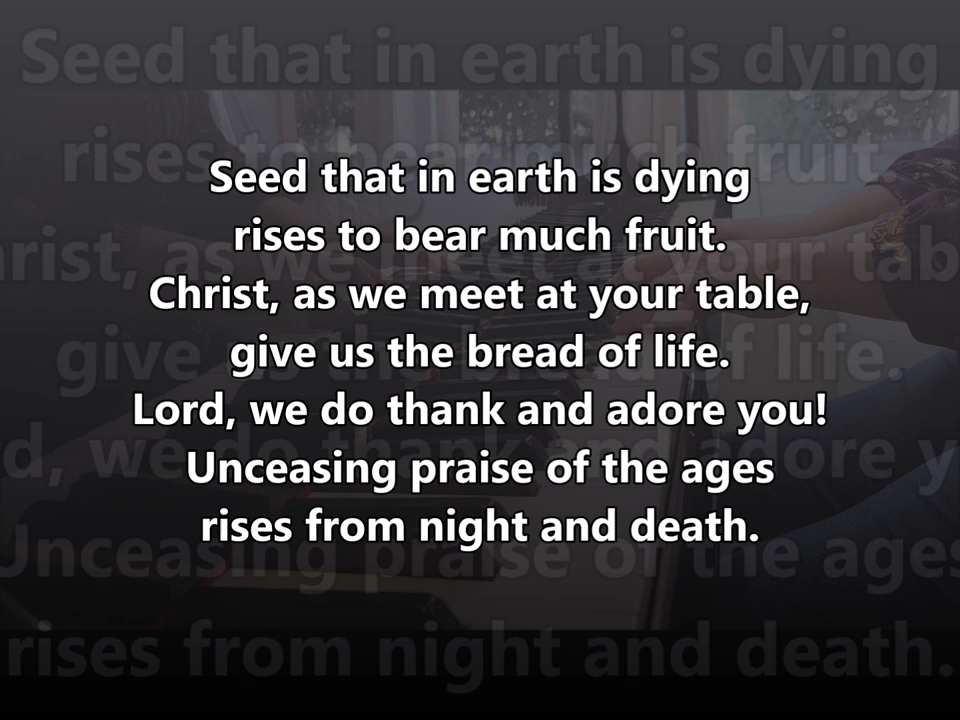 Seed that in earth is dying
rises to bear much fruit.
Christ, as we meet at your table,
give us the bread of life.
Lord, we do thank and adore you!
Unceasing praise of the ages
rises from night and death.